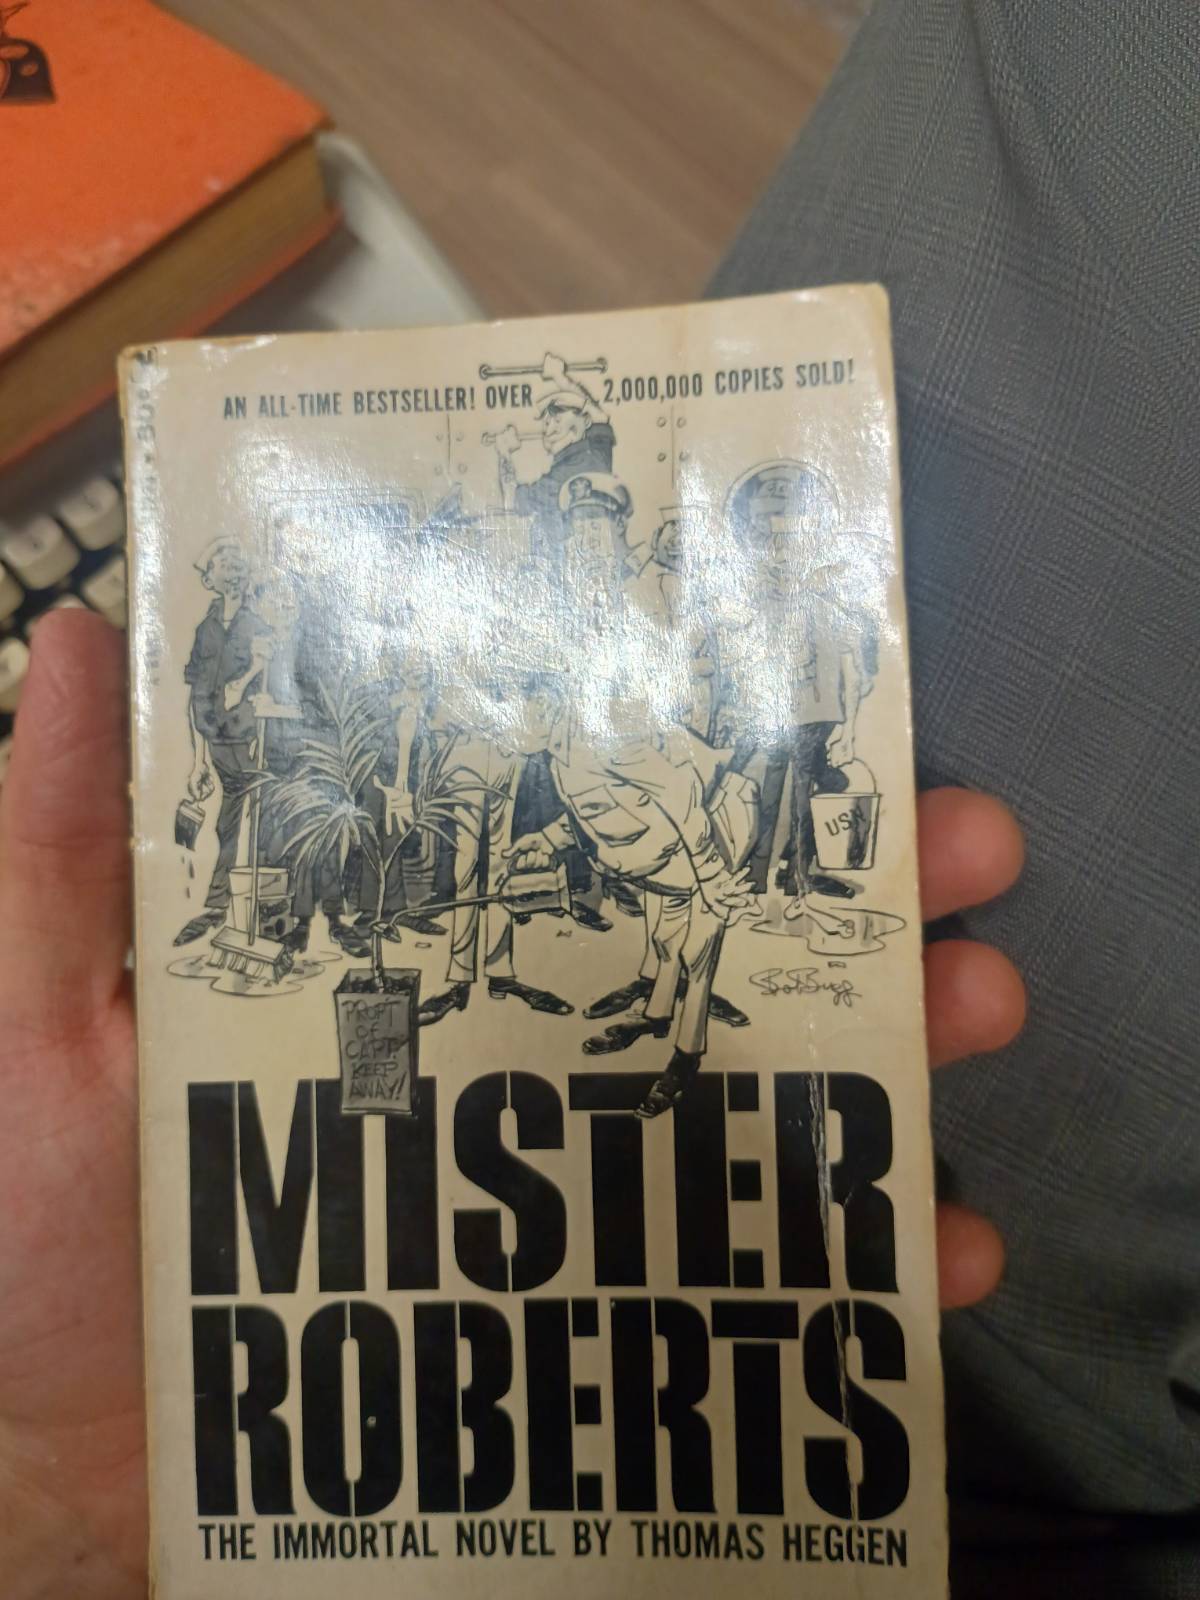 AN ALL-TIME BESTSELLER! OVER 2,000,000 COPIES SOLD!
USN
PROP'T
OF
CAPT.
KEEP
AWAY!
MISTER
ROBERTS
THE IMMORTAL NOVEL BY THOMAS HEGGEN